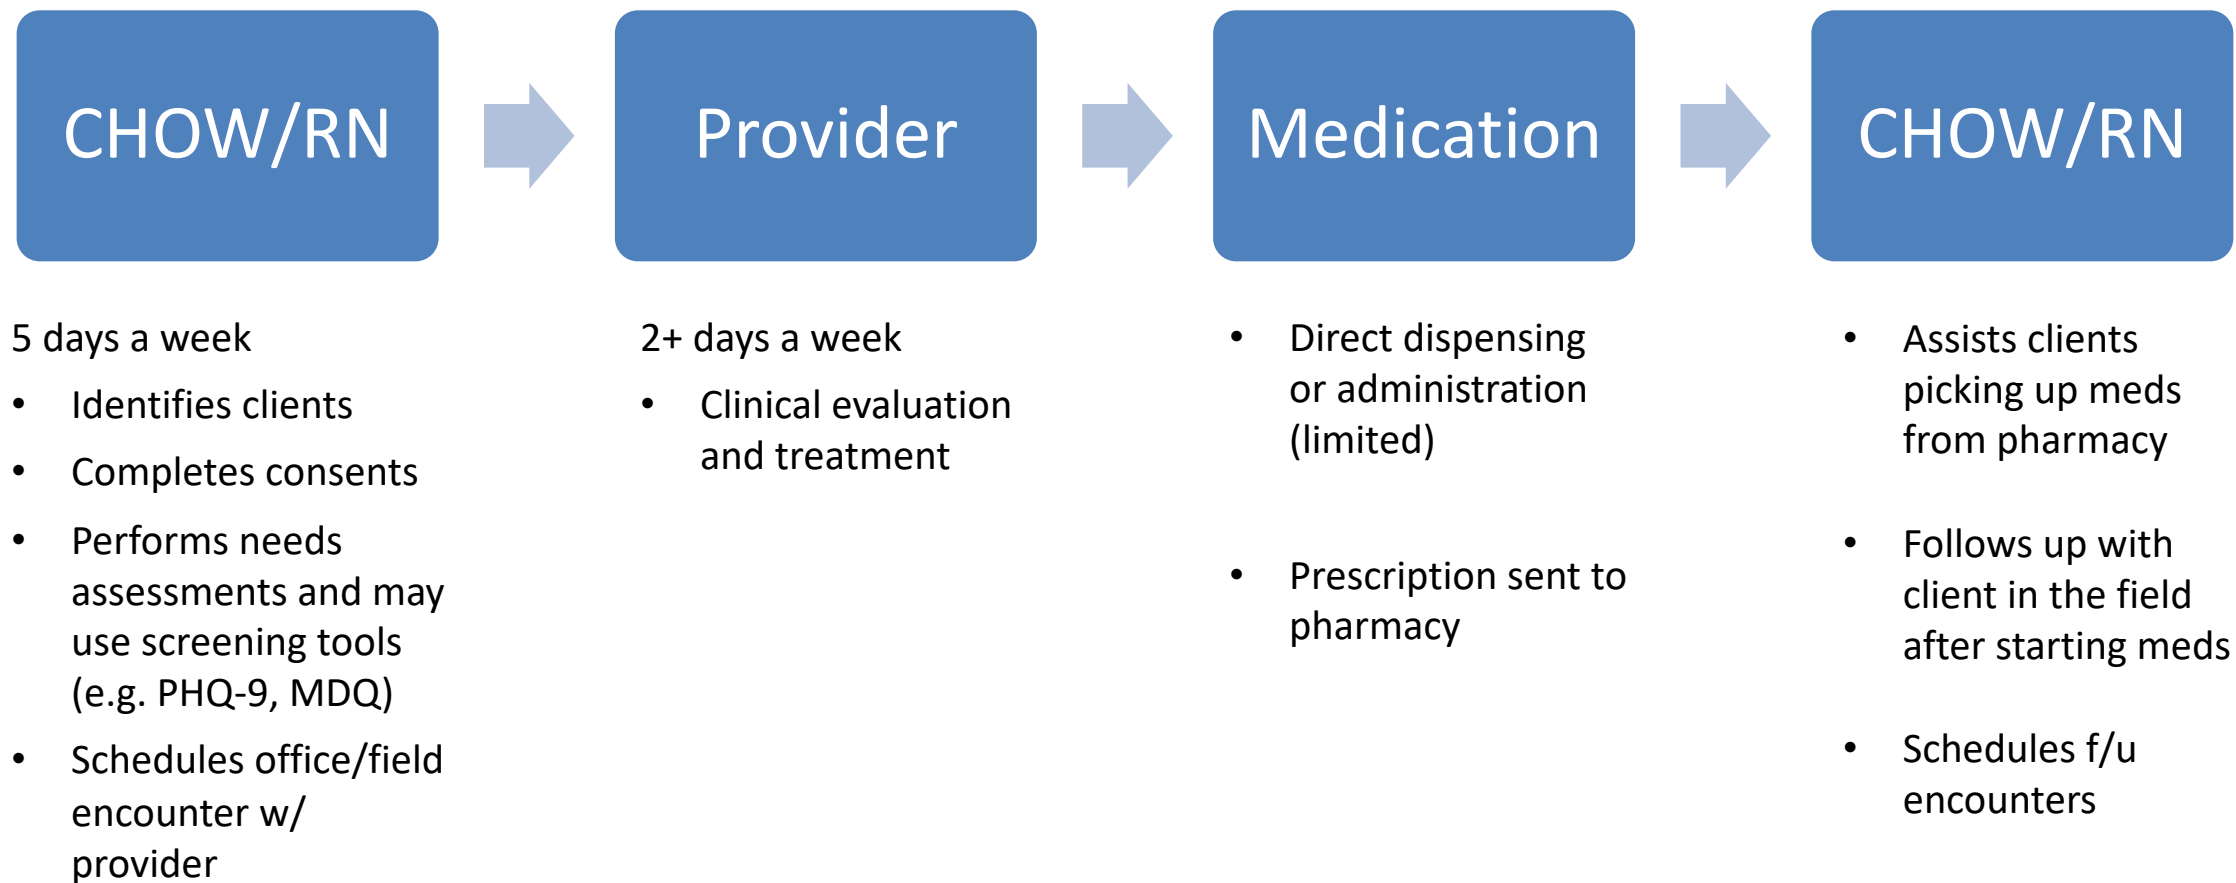 CHOW/RN
5 days a week
• Identifies clients
• Completes consents
• Performs needs
assessments and may
use screening tools
(e.g. PHQ-9, MDQ)
• Schedules office/field
encounter w/
provider
Provider
2+ days a week
• Clinical evaluation
and treatment
Medication
• Direct dispensing
or administration
(limited)
• Prescription sent to
pharmacy
CHOW/RN
• Assists clients
picking up meds
from pharmacy
• Follows up with
client in the field
after starting meds
• Schedules f/u
encounters